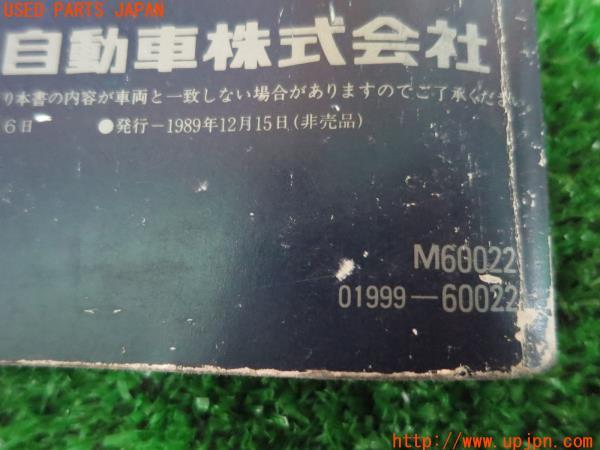 USED PARTS JAPAN
自動車株式会社
り本書の内容が車両と一致しない場合がありますのでご了承ください
6日 ●発行－1989年12月15日(非売品)
M60022
01999－60022
http://www.upjpn.com